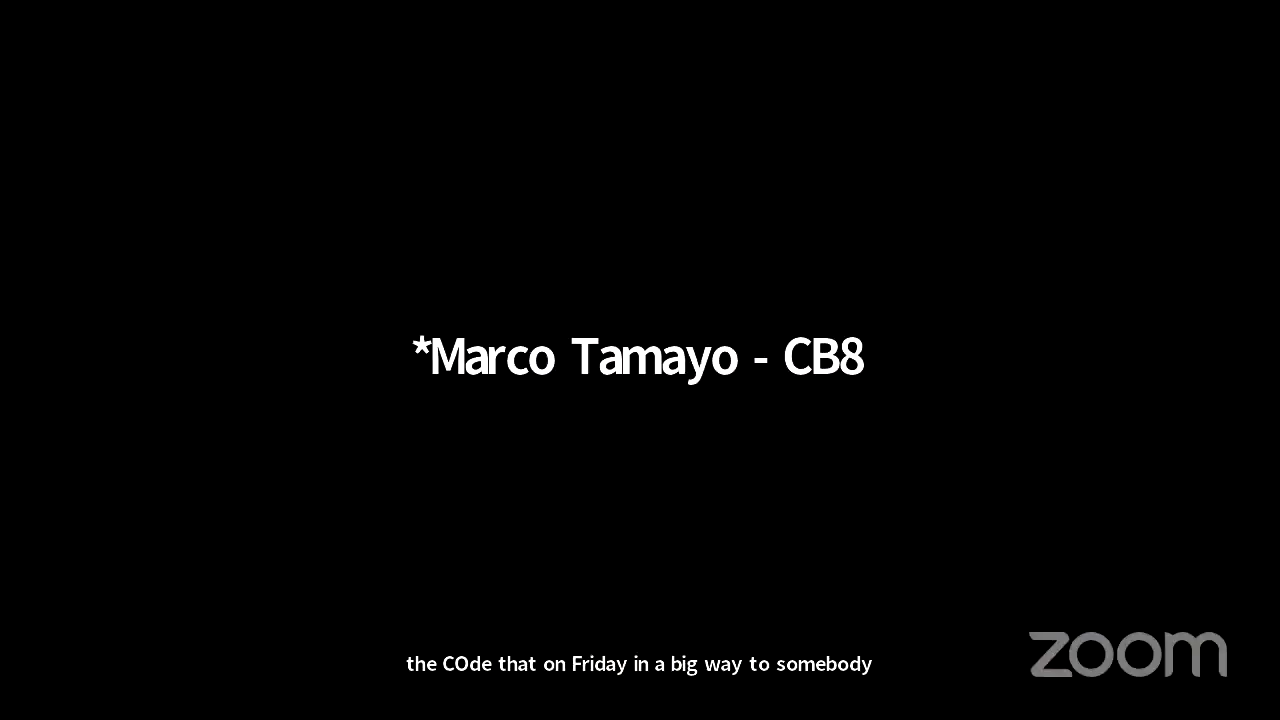 *Marco Tamayo - CB8
the COde that on Friday in a big way to somebody
zoom